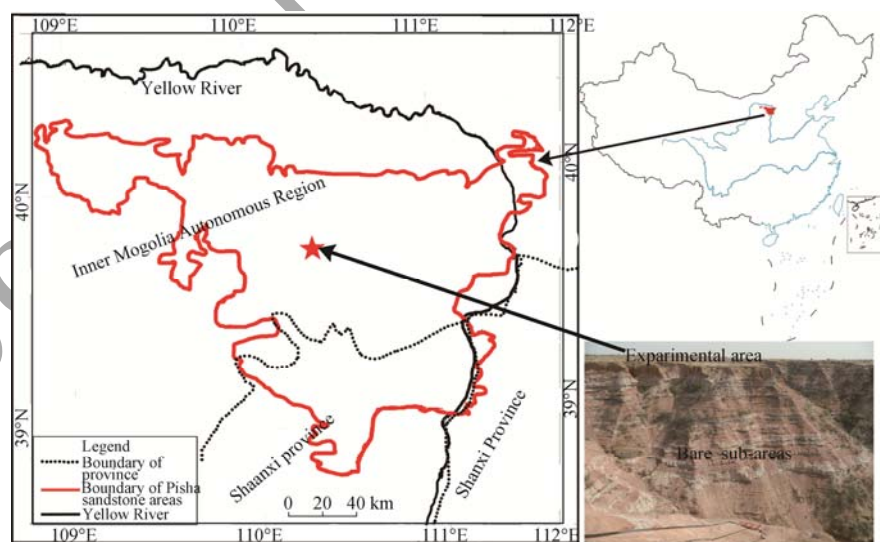 109°E
110°E
111°E
112°E
Yellow River
40°N
40°N
Inner Mogolia Autonomous Region
Exparimental area
39°N
39°N
Bare sub-areas
Legend
Boundary of
province
Boundary of Pisha
sandstone areas
Yellow River
Shaanxi province
Shanxi Province
0 20 40 km
109°E
110°E
111°E
112°E